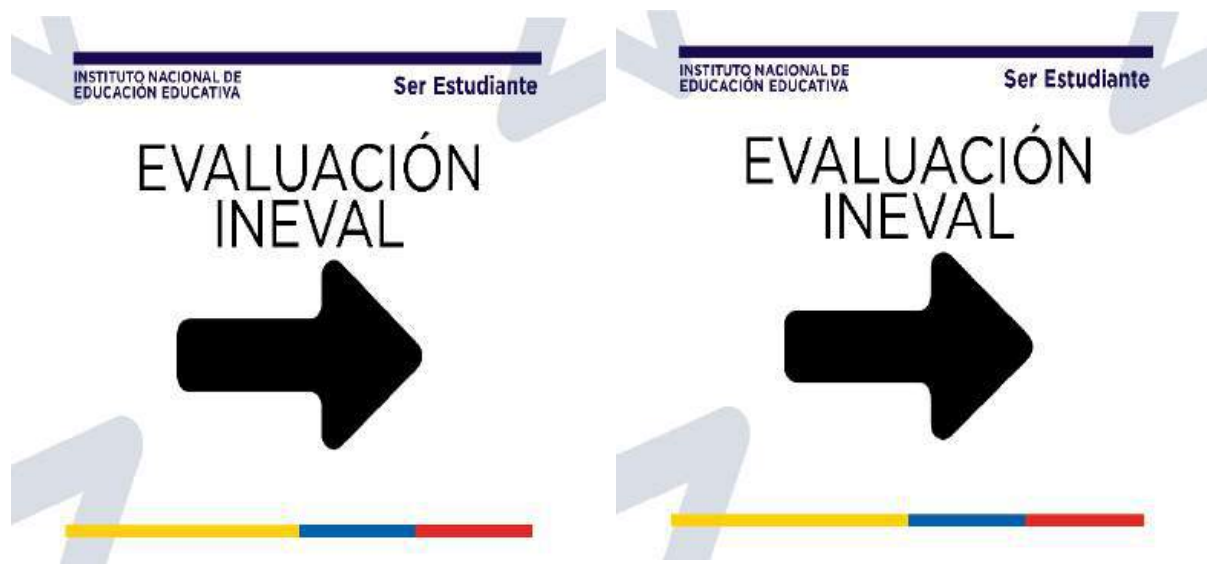 INSTITUTO NACIONAL DE
EDUCACIÓN EDUCATIVA
Ser Estudiante
EVALUACIÓN
INEVAL
INSTITUTO NACIONAL DE
EDUCACIÓN EDUCATIVA
Ser Estudiante
EVALUACIÓN
INEVAL